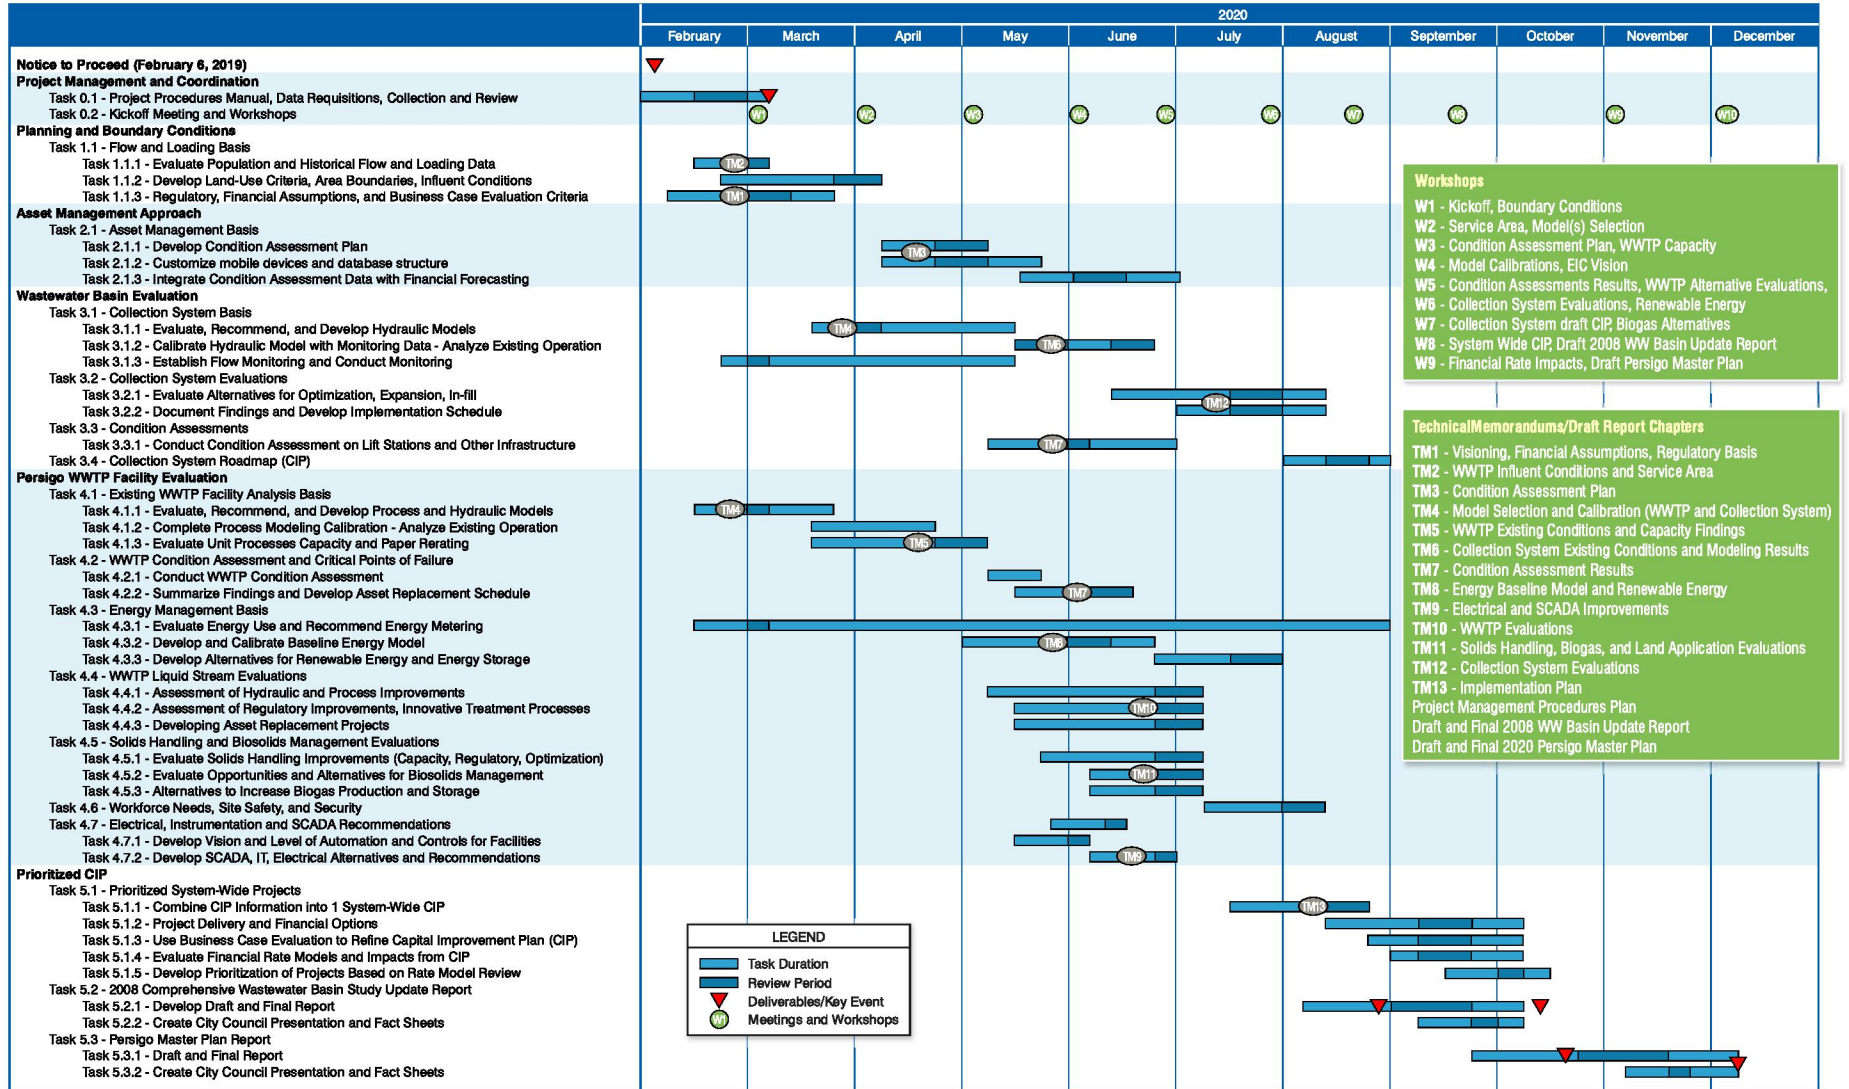 2020
February March April May June July August September October November December
Notice to Proceed (February 6, 2019)
Project Management and Coordination
Task 0.1 - Project Procedures Manual, Data Requisitions, Collection and Review
Task 0.2 - Kickoff Meeting and Workshops
W1 W2 W3 W4 W5 W6 W7 W8 W9 W10
Planning and Boundary Conditions
Task 1.1 - Flow and Loading Basis
Task 1.1.1 - Evaluate Population and Historical Flow and Loading Data
TM2
Task 1.1.2 - Develop Land-Use Criteria, Area Boundaries, Influent Conditions
Task 1.1.3 - Regulatory, Financial Assumptions, and Business Case Evaluation Criteria
TM1
Asset Management Approach
Task 2.1 - Asset Management Basis
Task 2.1.1 - Develop Condition Assessment Plan
TM3
Task 2.1.2 - Customize mobile devices and database structure
Task 2.1.3 - Integrate Condition Assessment Data with Financial Forecasting
Wastewater Basin Evaluation
Task 3.1 - Collection System Basis
Task 3.1.1 - Evaluate, Recommend, and Develop Hydraulic Models
TM4
Task 3.1.2 - Calibrate Hydraulic Model with Monitoring Data - Analyze Existing Operation
TM6
Task 3.1.3 - Establish Flow Monitoring and Conduct Monitoring
Task 3.2 - Collection System Evaluations
Task 3.2.1 - Evaluate Alternatives for Optimization, Expansion, In-fill
TM12
Task 3.2.2 - Document Findings and Develop Implementation Schedule
Task 3.3 - Condition Assessments
Task 3.3.1 - Conduct Condition Assessment on Lift Stations and Other Infrastructure
TM7
Task 3.4 - Collection System Roadmap (CIP)
Persigo WWTP Facility Evaluation
Task 4.1 - Existing WWTP Facility Analysis Basis
Task 4.1.1 - Evaluate, Recommend, and Develop Process and Hydraulic Models
TM4
Task 4.1.2 - Complete Process Modeling Calibration - Analyze Existing Operation
Task 4.1.3 - Evaluate Unit Processes Capacity and Paper Rerating
TM5
Task 4.2 - WWTP Condition Assessment and Critical Points of Failure
Task 4.2.1 - Conduct WWTP Condition Assessment
Task 4.2.2 - Summarize Findings and Develop Asset Replacement Schedule
TM7
Task 4.3 - Energy Management Basis
Task 4.3.1 - Evaluate Energy Use and Recommend Energy Metering
Task 4.3.2 - Develop and Calibrate Baseline Energy Model
TM8
Task 4.3.3 - Develop Alternatives for Renewable Energy and Energy Storage
Task 4.4 - WWTP Liquid Stream Evaluations
Task 4.4.1 - Assessment of Hydraulic and Process Improvements
Task 4.4.2 - Assessment of Regulatory Improvements, Innovative Treatment Processes
TM10
Task 4.4.3 - Developing Asset Replacement Projects
Task 4.5 - Solids Handling and Biosolids Management Evaluations
Task 4.5.1 - Evaluate Solids Handling Improvements (Capacity, Regulatory, Optimization)
Task 4.5.2 - Evaluate Opportunities and Alternatives for Biosolids Management
TM11
Task 4.5.3 - Alternatives to Increase Biogas Production and Storage
Task 4.6 - Workforce Needs, Site Safety, and Security
Task 4.7 - Electrical, Instrumentation and SCADA Recommendations
Task 4.7.1 - Develop Vision and Level of Automation and Controls for Facilities
Task 4.7.2 - Develop SCADA, IT, Electrical Alternatives and Recommendations
TM9
Prioritized CIP
Task 5.1 - Prioritized System-Wide Projects
Task 5.1.1 - Combine CIP Information into 1 System-Wide CIP
TM13
Task 5.1.2 - Project Delivery and Financial Options
Task 5.1.3 - Use Business Case Evaluation to Refine Capital Improvement Plan (CIP)
Task 5.1.4 - Evaluate Financial Rate Models and Impacts from CIP
Task 5.1.5 - Develop Prioritization of Projects Based on Rate Model Review
Task 5.2 - 2008 Comprehensive Wastewater Basin Study Update Report
Task 5.2.1 - Develop Draft and Final Report
Task 5.2.2 - Create City Council Presentation and Fact Sheets
Task 5.3 - Persigo Master Plan Report
Task 5.3.1 - Draft and Final Report
Task 5.3.2 - Create City Council Presentation and Fact Sheets
Workshops
W1 - Kickoff, Boundary Conditions
W2 - Service Area, Model(s) Selection
W3 - Condition Assessment Plan, WWTP Capacity
W4 - Model Calibrations, EIC Vision
W5 - Condition Assessments Results, WWTP Alternative Evaluations,
W6 - Collection System Evaluations, Renewable Energy
W7 - Collection System draft CIP, Biogas Alternatives
W8 - System Wide CIP, Draft 2008 WW Basin Update Report
W9 - Financial Rate Impacts, Draft Persigo Master Plan
TechnicalMemorandums/Draft Report Chapters
TM1 - Visioning, Financial Assumptions, Regulatory Basis
TM2 - WWTP Influent Conditions and Service Area
TM3 - Condition Assessment Plan
TM4 - Model Selection and Calibration (WWTP and Collection System)
TM5 - WWTP Existing Conditions and Capacity Findings
TM6 - Collection System Existing Conditions and Modeling Results
TM7 - Condition Assessment Results
TM8 - Energy Baseline Model and Renewable Energy
TM9 - Electrical and SCADA Improvements
TM10 - WWTP Evaluations
TM11 - Solids Handling, Biogas, and Land Application Evaluations
TM12 - Collection System Evaluations
TM13 - Implementation Plan
Project Management Procedures Plan
Draft and Final 2008 WW Basin Update Report
Draft and Final 2020 Persigo Master Plan
LEGEND
Task Duration
Review Period
Deliverables/Key Event
W1 Meetings and Workshops